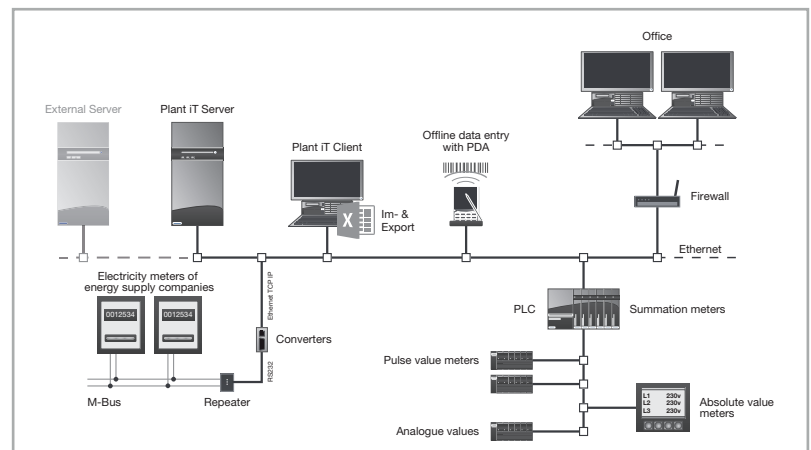 Office
External Server
Plant iT Server
Plant iT Client
Offline data entry
with PDA
X
Im- &
Export
Firewall
Ethernet
Electricity meters of
energy supply companies
0012534
0012534
Ethernet TCP IP
Converters
RS232
M-Bus
Repeater
PLC
Summation meters
Pulse value meters
L1 230v
L2 230v
L3 230v
Absolute value
meters
Analogue values